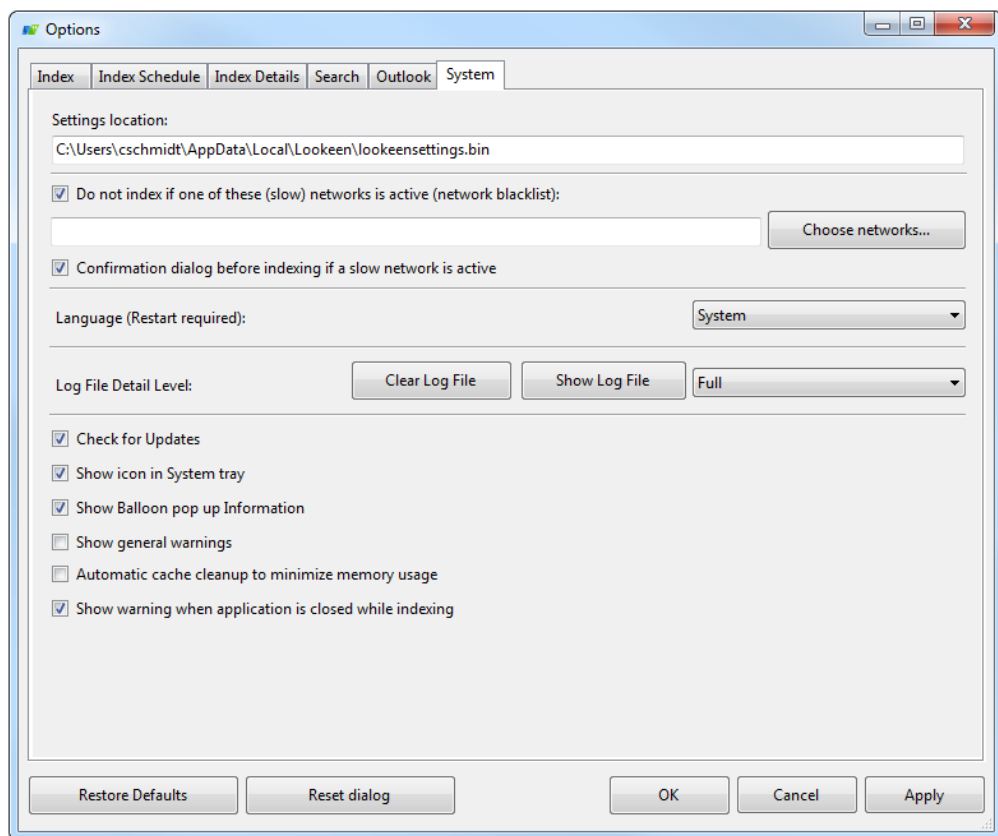 Options
Index Index Schedule Index Details Search Outlook System
Settings location:
C:\Users\cschmidt\AppData\Local\Lookeen\lookeensettings.bin
Do not index if one of these (slow) networks is active (network blacklist):
Choose networks...
Confirmation dialog before indexing if a slow network is active
Language (Restart required): System
Log File Detail Level: Clear Log File Show Log File Full
Check for Updates
Show icon in System tray
Show Balloon pop up Information
Show general warnings
Automatic cache cleanup to minimize memory usage
Show warning when application is closed while indexing
Restore Defaults Reset dialog OK Cancel Apply